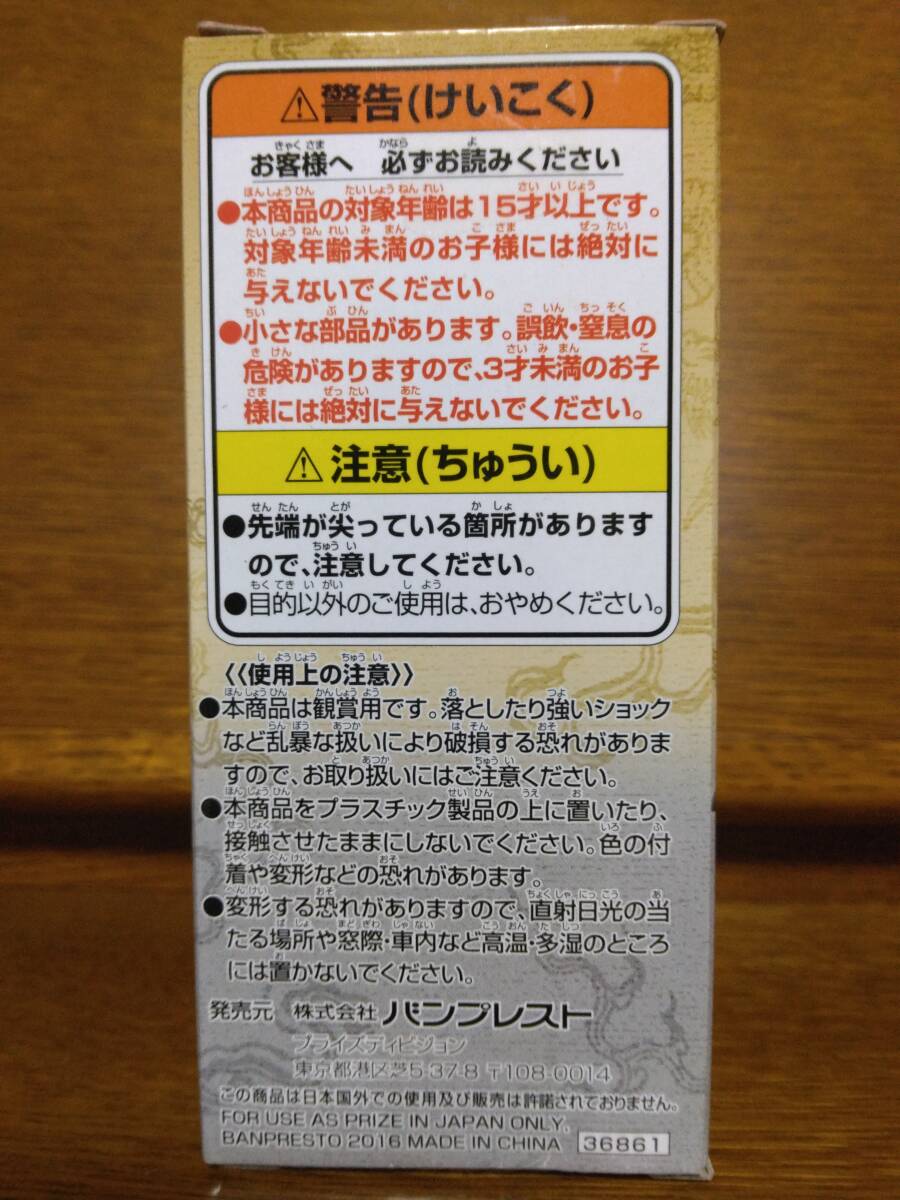 ⚠警告(けいこく)
お客様へ 必ずお読みください
●本商品の対象年齢は15才以上です。
対象年齢未満のお子様には絶対に
与えないでください。
●小さな部品があります。誤飲・窒息の
危険がありますので、3才未満のお子
様には絶対に与えないでください。
⚠注意(ちゅうい)
●先端が尖っている箇所があります
ので、注意してください。
●目的以外のご使用は、おやめください。
《使用上の注意》
●本商品は観賞用です。落としたり強いショック
など乱暴な扱いにより破損する恐れがありま
すので、お取り扱いにはご注意ください。
●本商品をプラスチック製品の上に置いたり、
接触させたままにしないでください。色の付
着や変形などの恐れがあります。
●変形する恐れがありますので、直射日光の当
たる場所や窓際・車内など高温・多湿のところ
には置かないでください。
発売元 株式会社 バンプレスト
プライズディビジョン
東京都港区芝5-37-8 〒108-0014
この商品は日本国外での使用及び販売は許諾されておりません。
FOR USE AS PRIZE IN JAPAN ONLY.
BANPRESTO 2016 MADE IN CHINA 36861